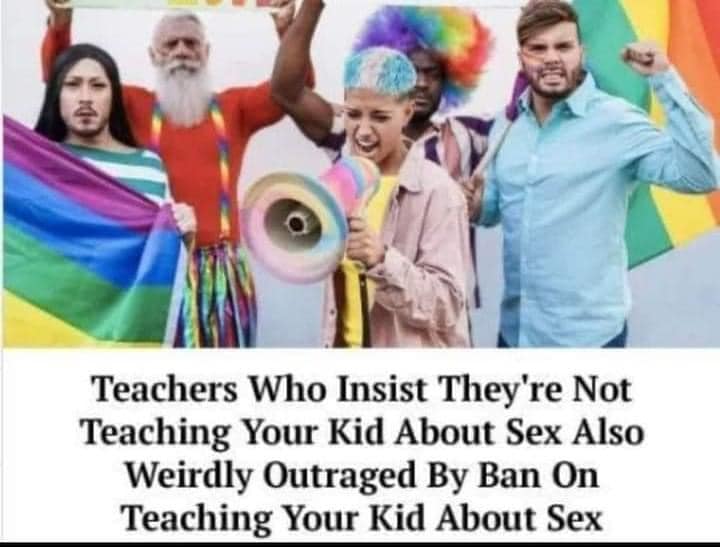 Teachers Who Insist They're Not
Teaching Your Kid About Sex Also
Weirdly Outraged By Ban On
Teaching Your Kid About Sex